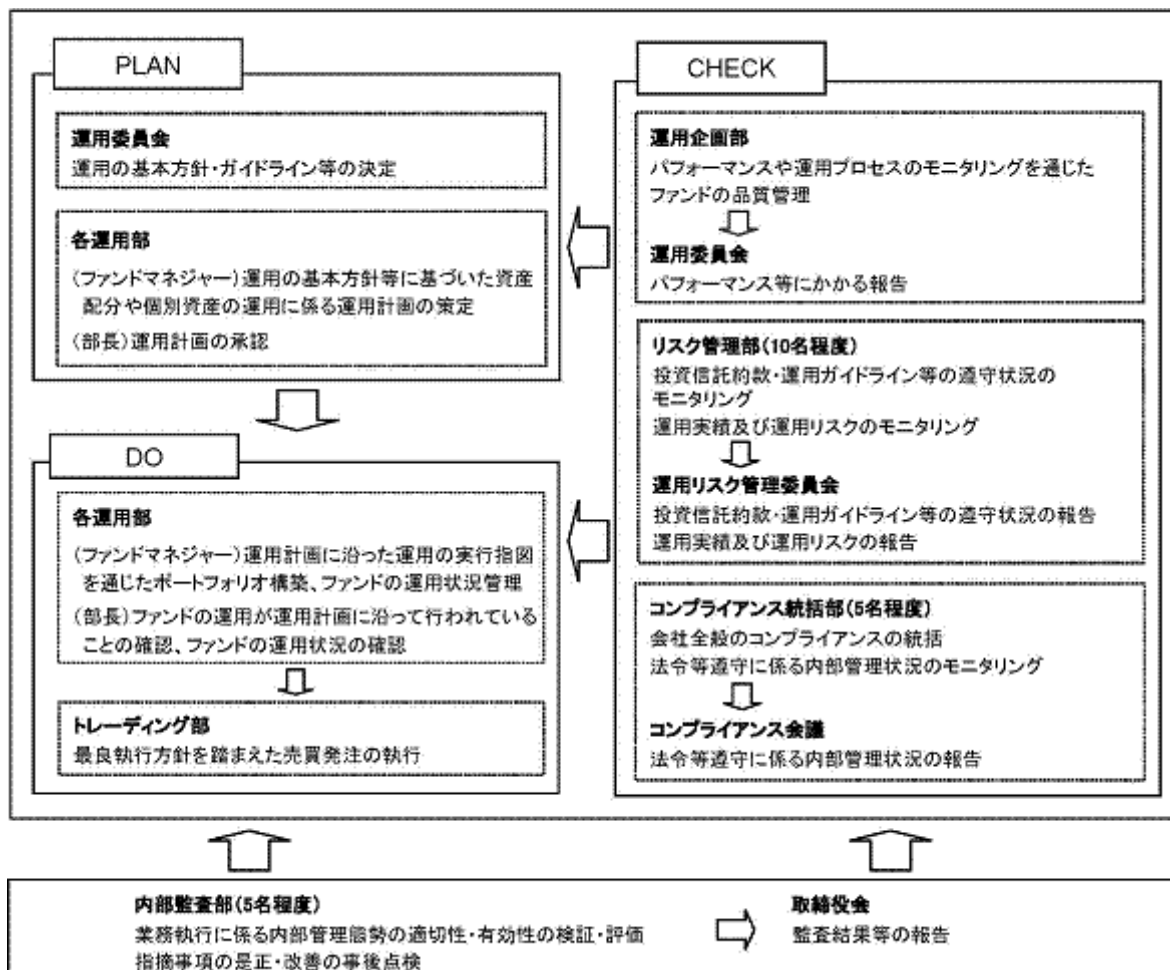 PLAN
運用委員会
運用の基本方針・ガイドライン等の決定
各運用部
(ファンドマネジャー)運用の基本方針等に基づいた資産
配分や個別資産の運用に係る運用計画の策定
(部長)運用計画の承認
DO
各運用部
(ファンドマネジャー)運用計画に沿った運用の実行指図
を通じたポートフォリオ構築、ファンドの運用状況管理
(部長)ファンドの運用が運用計画に沿って行われている
ことの確認、ファンドの運用状況の確認
トレーディング部
最良執行方針を踏まえた売買発注の執行
CHECK
運用企画部
パフォーマンスや運用プロセスのモニタリングを通じた
ファンドの品質管理
運用委員会
パフォーマンス等にかかる報告
リスク管理部(10名程度)
投資信託約款・運用ガイドライン等の遵守状況の
モニタリング
運用実績及び運用リスクのモニタリング
運用リスク管理委員会
投資信託約款・運用ガイドライン等の遵守状況の報告
運用実績及び運用リスクの報告
コンプライアンス統括部(5名程度)
会社全般のコンプライアンスの統括
法令等遵守に係る内部管理状況のモニタリング
コンプライアンス会議
法令等遵守に係る内部管理状況の報告
内部監査部(5名程度)
業務執行に係る内部管理態勢の適切性・有効性の検証・評価
指摘事項の是正・改善の事後点検
取締役会
監査結果等の報告